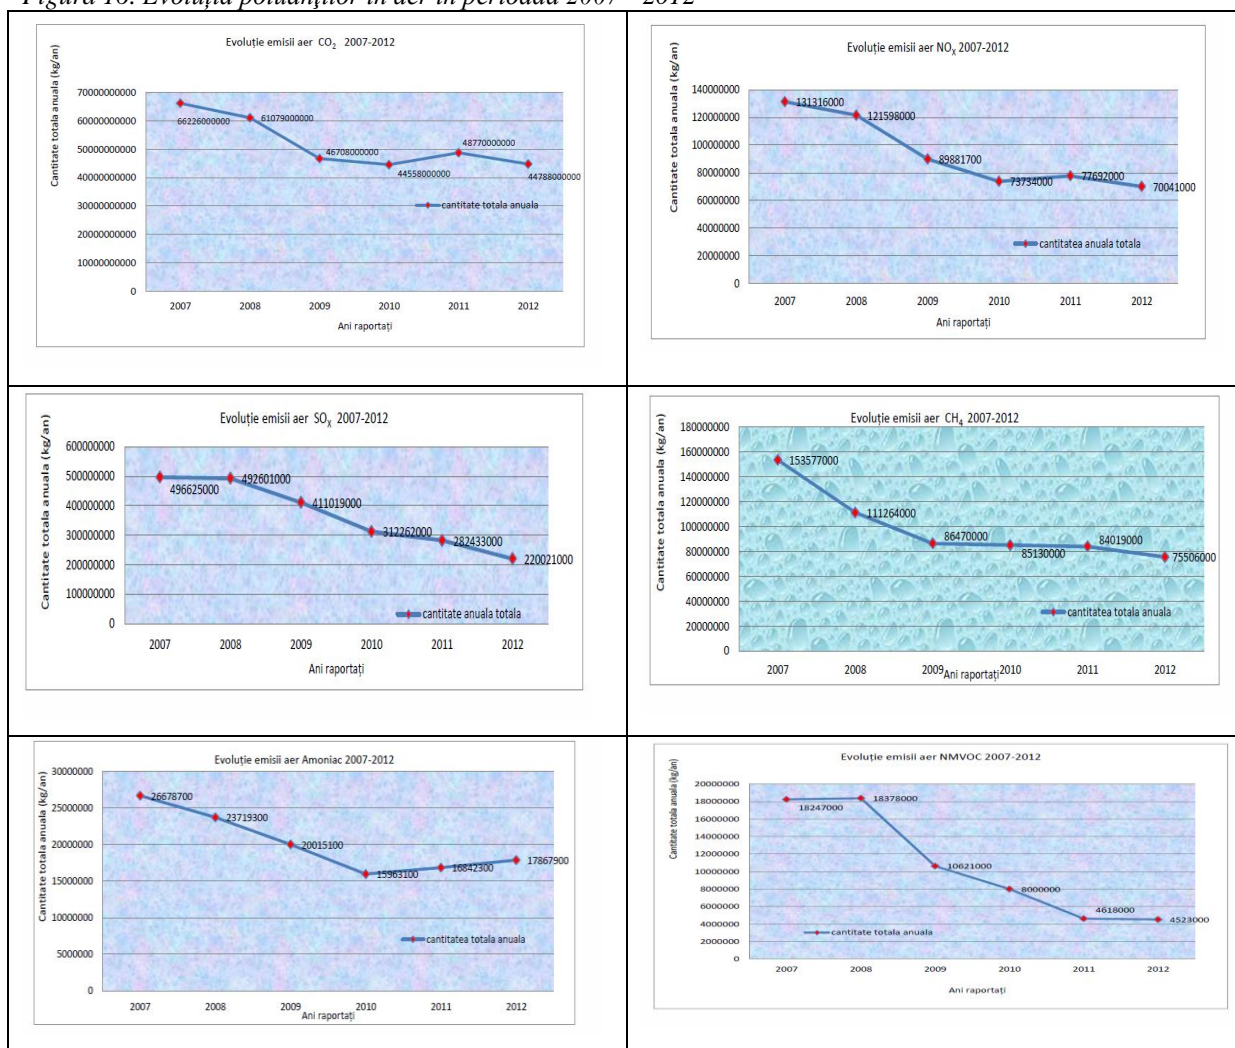 Figura 18. Evoluția poluanților în aer în perioada 2007 - 2012
Evoluție emisii aer CO2 2007-2012
Cantitate totala anuala (kg/an)
70000000000
60000000000
50000000000
40000000000
30000000000
20000000000
10000000000
0
66226000000
61079000000
46708000000
44558000000
48770000000
44788000000
cantitate totala anuala
2007 2008 2009 2010 2011 2012
Ani raportați
Evoluție emisii aer NOX 2007-2012
Cantitate totala anuala (kg/an)
140000000
120000000
100000000
80000000
60000000
40000000
20000000
0
131316000
121598000
89881700
73734000
77692000
70041000
cantitatea anuala totala
2007 2008 2009 2010 2011 2012
Ani raportați
Evoluție emisii aer SOX 2007-2012
Cantitate totala anuala (kg/an)
600000000
500000000
400000000
300000000
200000000
100000000
0
496625000
492601000
411019000
312262000
282433000
220021000
cantitate anuala totala
2007 2008 2009 2010 2011 2012
Ani raportați
Evoluție emisii aer CH4 2007-2012
Cantitate totala anuala (kg/an)
180000000
160000000
140000000
120000000
100000000
80000000
60000000
40000000
20000000
0
153577000
111264000
86470000
85130000
84019000
75506000
cantitatea totala anuala
2007 2008 2009 2010 2011 2012
Ani raportați
Evoluție emisii aer Amoniac 2007-2012
Cantitate totala anuala (kg/an)
30000000
25000000
20000000
15000000
10000000
5000000
0
26678700
23719300
20015100
15963100
16842300
17867900
cantitatea totala anuala
2007 2008 2009 2010 2011 2012
Ani raportați
Evoluție emisii aer NMVOC 2007-2012
Cantitate totala anuala (kg/an)
20000000
18000000
16000000
14000000
12000000
10000000
8000000
6000000
4000000
2000000
0
18247000
18378000
10621000
8000000
4618000
4523000
cantitate totala anuala
2007 2008 2009 2010 2011 2012
Ani raportați